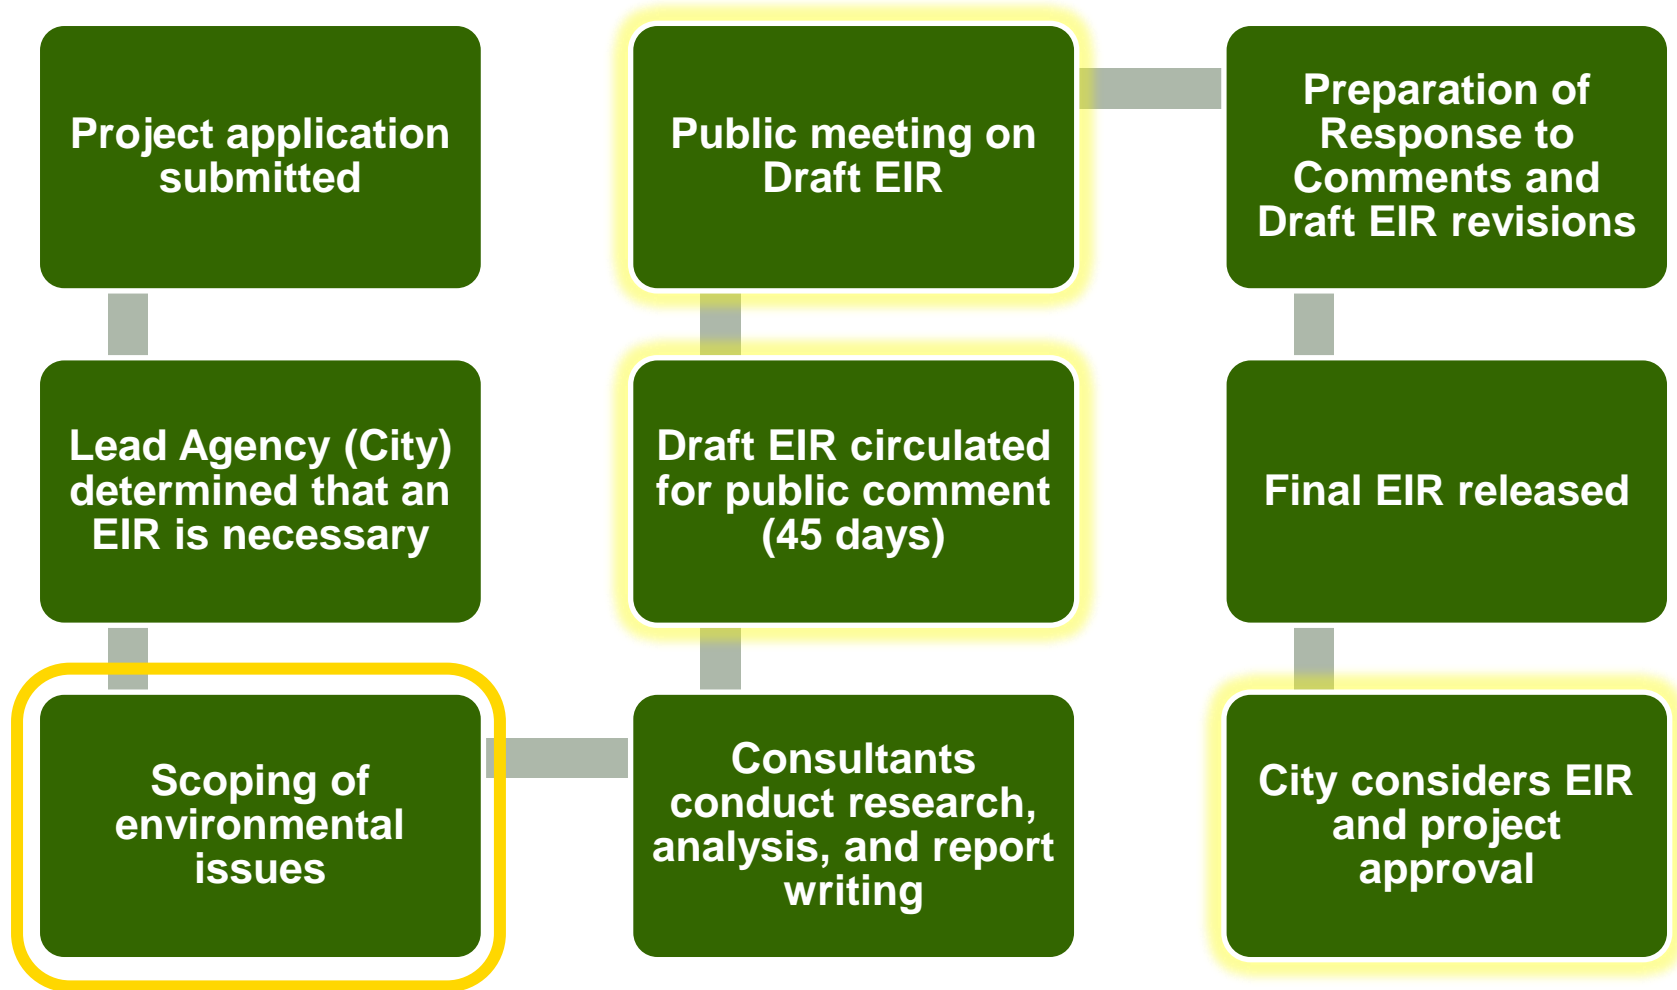 Project application
submitted
Lead Agency (City)
determined that an
EIR is necessary
Scoping of
environmental
issues
Consultants
conduct research,
analysis, and report
writing
Draft EIR circulated
for public comment
(45 days)
Public meeting on
Draft EIR
Preparation of
Response to
Comments and
Draft EIR revisions
Final EIR released
City considers EIR
and project
approval